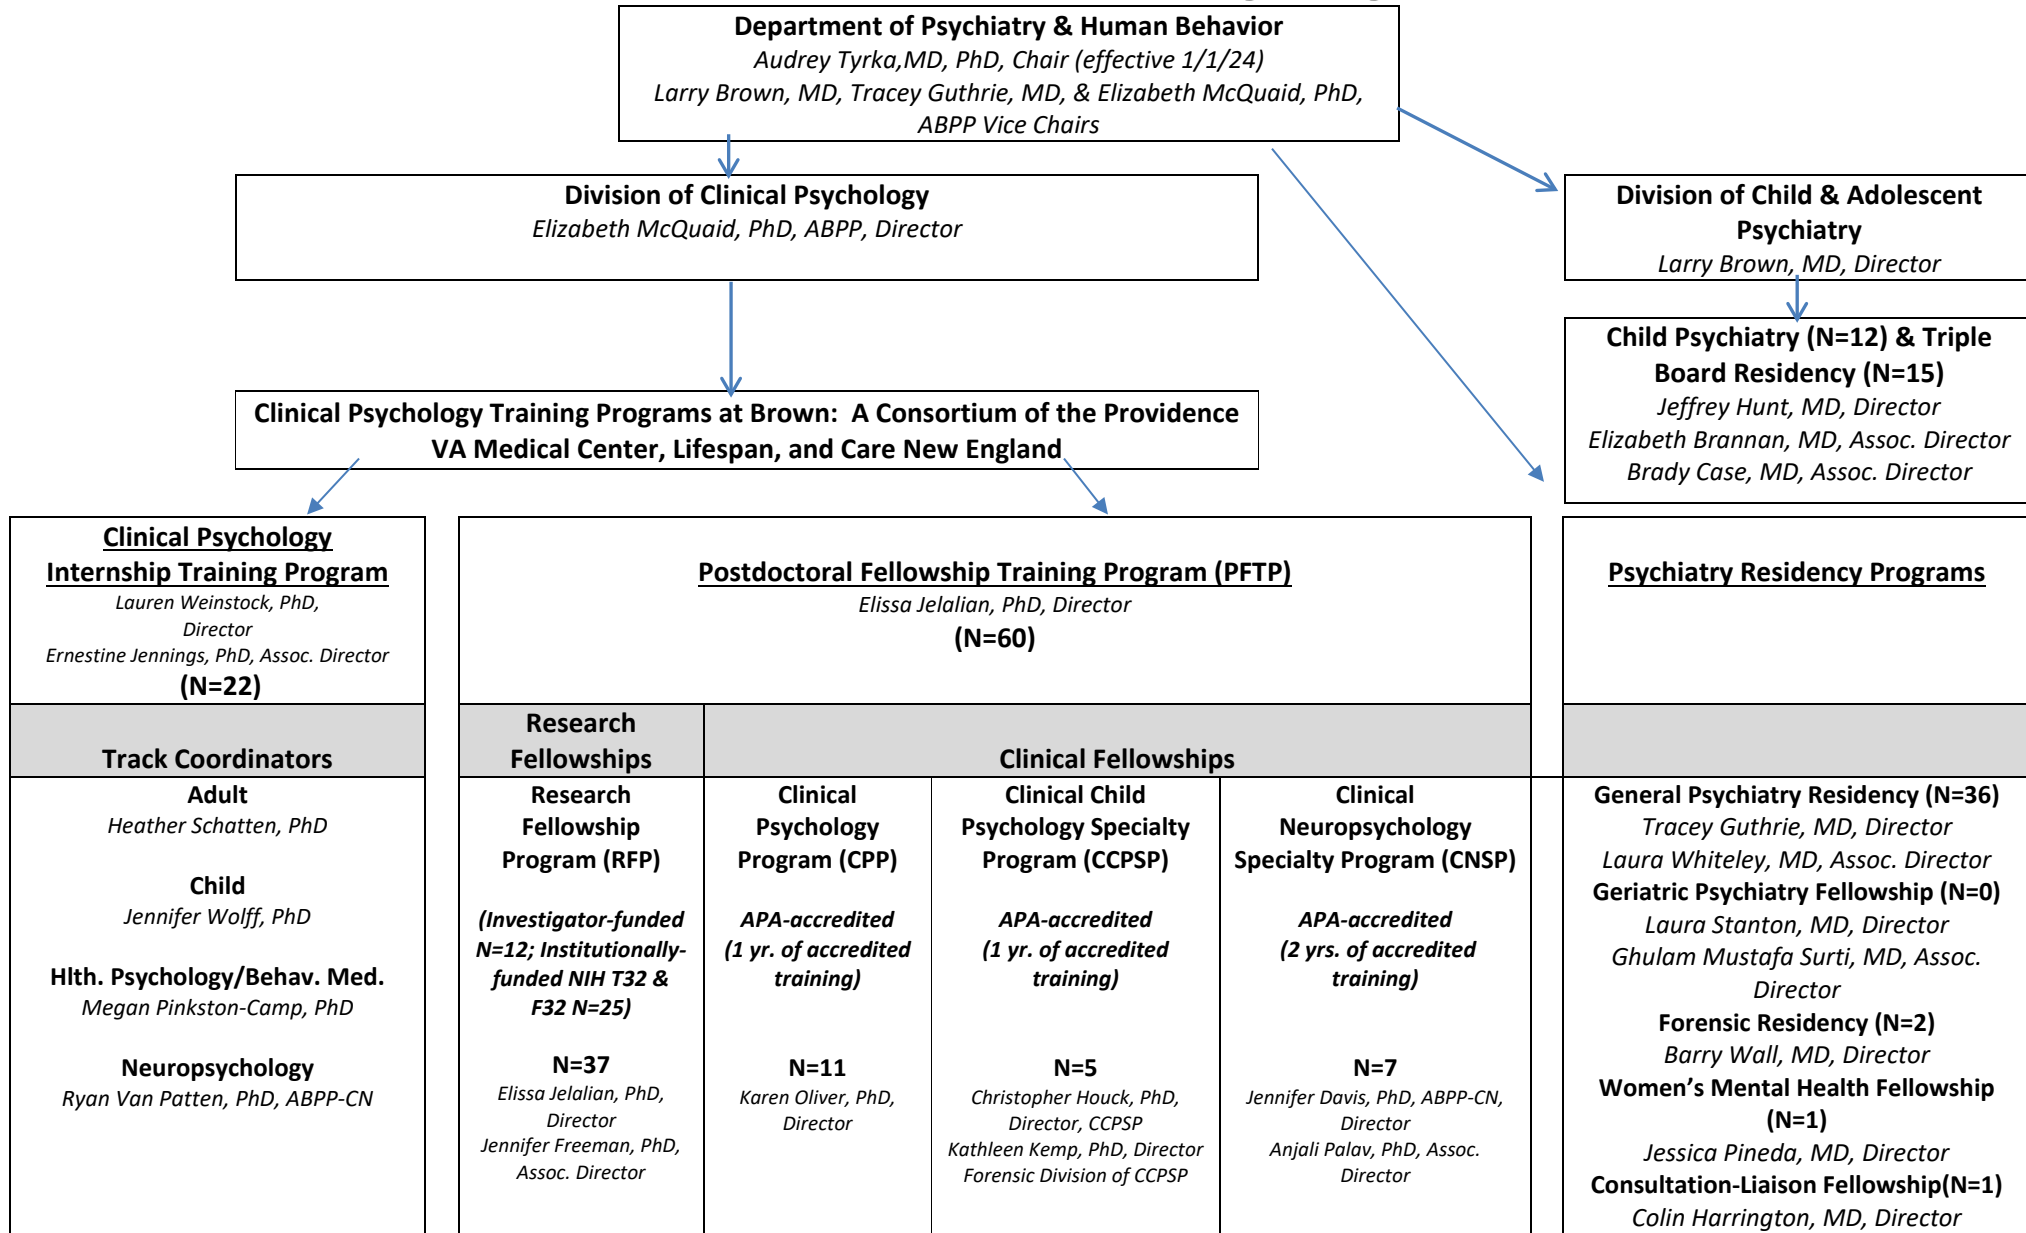 Department of Psychiatry & Human Behavior
Audrey Tyrka,MD, PhD, Chair (effective 1/1/24)
Larry Brown, MD, Tracey Guthrie, MD, & Elizabeth McQuaid, PhD,
ABPP Vice Chairs
Division of Clinical Psychology
Elizabeth McQuaid, PhD, ABPP, Director
Division of Child & Adolescent
Psychiatry
Larry Brown, MD, Director
Child Psychiatry (N=12) & Triple
Board Residency (N=15)
Jeffrey Hunt, MD, Director
Elizabeth Brannan, MD, Assoc. Director
Brady Case, MD, Assoc. Director
Clinical Psychology Training Programs at Brown: A Consortium of the Providence
VA Medical Center, Lifespan, and Care New England
Clinical Psychology
Internship Training Program
Lauren Weinstock, PhD,
Director
Ernestine Jennings, PhD, Assoc. Director
(N=22)
Track Coordinators
Adult
Heather Schatten, PhD
Child
Jennifer Wolff, PhD
Hlth. Psychology/Behav. Med.
Megan Pinkston-Camp, PhD
Neuropsychology
Ryan Van Patten, PhD, ABPP-CN
Postdoctoral Fellowship Training Program (PFTP)
Elissa Jelalian, PhD, Director
(N=60)
Research
Fellowships
Clinical Fellowships
Research
Fellowship
Program (RFP)
(Investigator-funded
N=12; Institutionally-
funded NIH T32 &
F32 N=25)
N=37
Elissa Jelalian, PhD,
Director
Jennifer Freeman, PhD,
Assoc. Director
Clinical
Psychology
Program (CPP)
APA-accredited
(1 yr. of accredited
training)
N=11
Karen Oliver, PhD,
Director
Clinical Child
Psychology Specialty
Program (CCPSP)
APA-accredited
(1 yr. of accredited
training)
N=5
Christopher Houck, PhD,
Director, CCPSP
Kathleen Kemp, PhD, Director
Forensic Division of CCPSP
Clinical
Neuropsychology
Specialty Program (CNSP)
APA-accredited
(2 yrs. of accredited
training)
N=7
Jennifer Davis, PhD, ABPP-CN,
Director
Anjali Palav, PhD, Assoc.
Director
Psychiatry Residency Programs
General Psychiatry Residency (N=36)
Tracey Guthrie, MD, Director
Laura Whiteley, MD, Assoc. Director
Geriatric Psychiatry Fellowship (N=0)
Laura Stanton, MD, Director
Ghulam Mustafa Surti, MD, Assoc.
Director
Forensic Residency (N=2)
Barry Wall, MD, Director
Women’s Mental Health Fellowship
(N=1)
Jessica Pineda, MD, Director
Consultation-Liaison Fellowship(N=1)
Colin Harrington, MD, Director